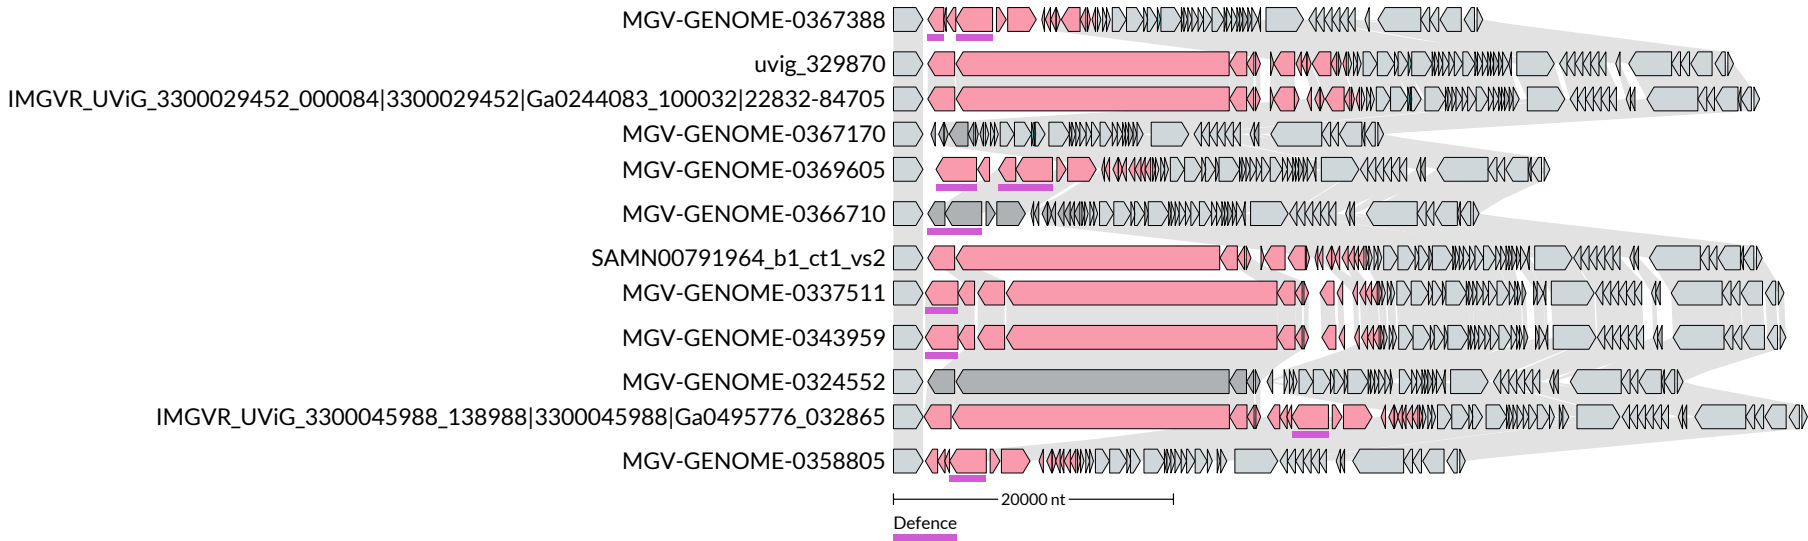 MGV-GENOME-0367388
uvig_329870
IMGVR_UViG_3300029452_000084|3300029452|Ga0244083_100032|22832-84705
MGV-GENOME-0367170
MGV-GENOME-0369605
MGV-GENOME-0366710
SAMN00791964_b1_ct1_vs2
MGV-GENOME-0337511
MGV-GENOME-0343959
MGV-GENOME-0324552
IMGVR_UViG_3300045988_138988|3300045988|Ga0495776_032865
MGV-GENOME-0358805
20000 nt
Defence